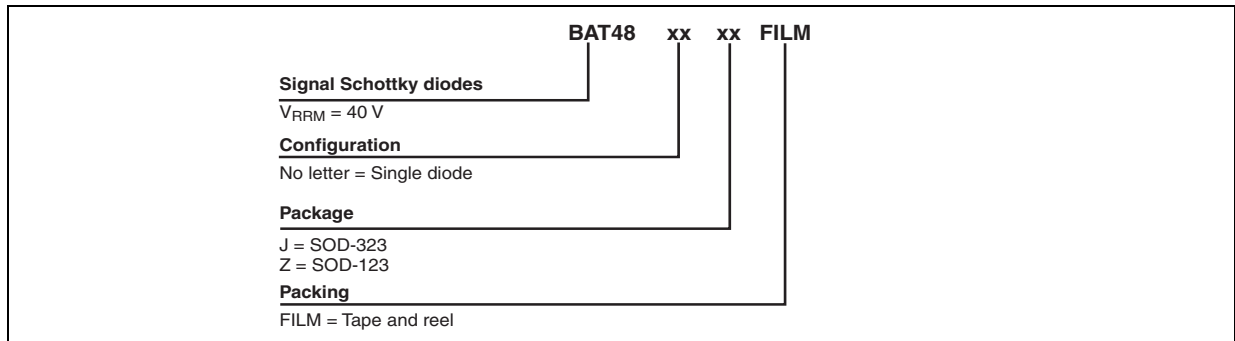 BAT48 xx xx FILM
Signal Schottky diodes
VRRM = 40 V
Configuration
No letter = Single diode
Package
J = SOD-323
Z = SOD-123
Packing
FILM = Tape and reel